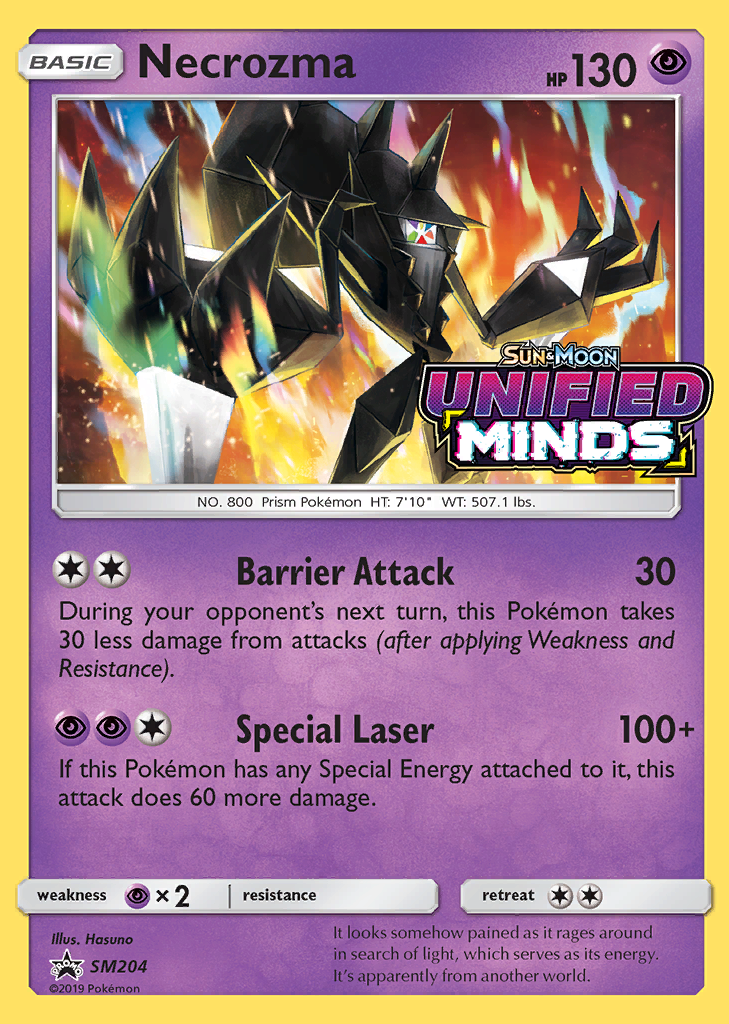 BASIC Necrozma HP 130
SUN & MOON
UNIFIED
MINDS
NO. 800 Prism Pokémon HT: 7'10" WT: 507.1 lbs.
Barrier Attack 30
During your opponent's next turn, this Pokémon takes
30 less damage from attacks (after applying Weakness and
Resistance).
Special Laser 100+
If this Pokémon has any Special Energy attached to it, this
attack does 60 more damage.
weakness × 2 resistance retreat
Illus. Hasuno
PROMO SM204
©2019 Pokémon
It looks somehow pained as it rages around
in search of light, which serves as its energy.
It's apparently from another world.